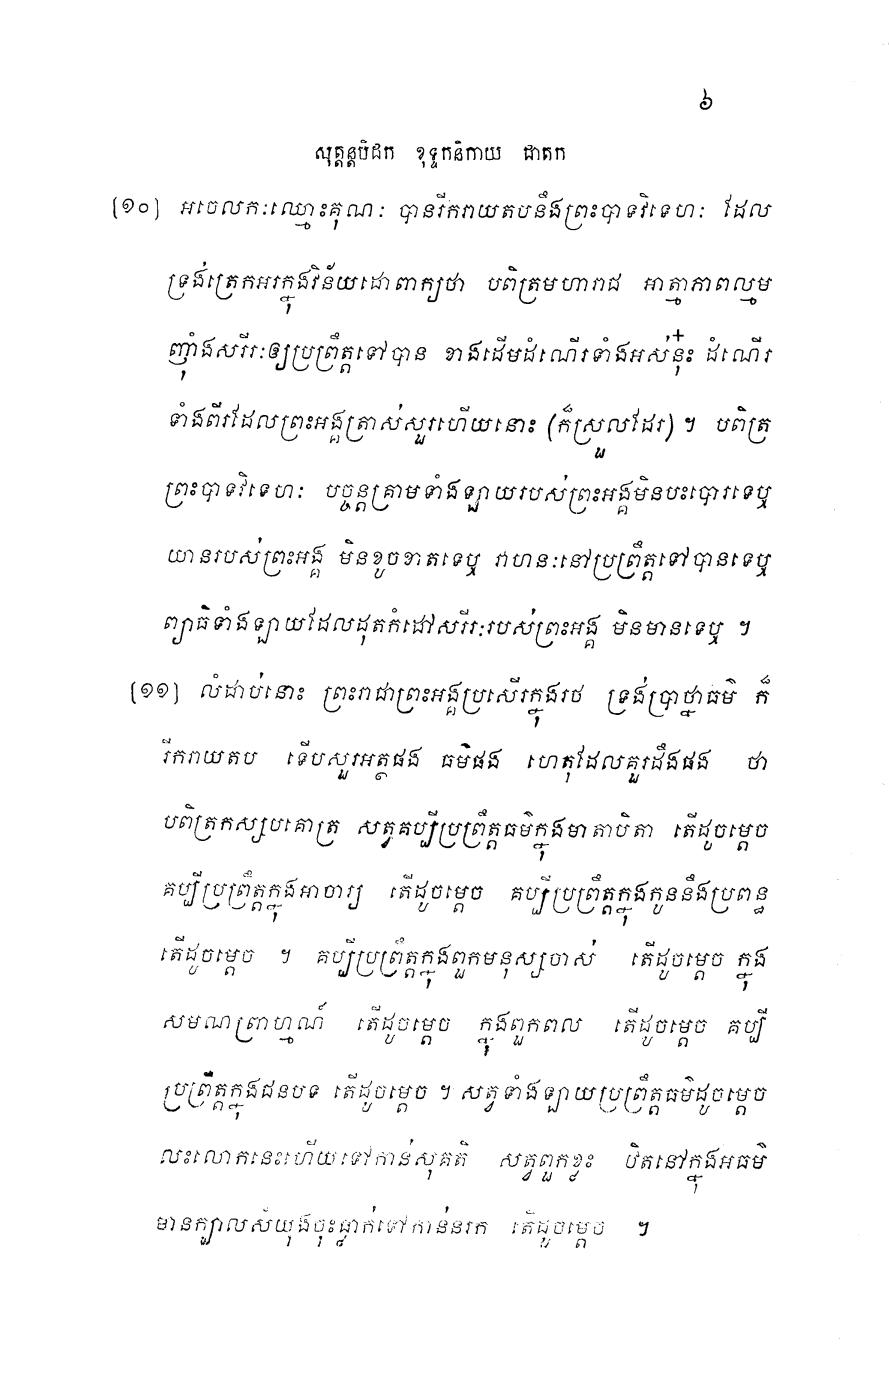 ៦
សុត្តន្តបិដក ខុទ្ទកនិកាយ ជាតក
[១០] អចេលកៈឈ្មោះគុណៈ បានរីករាយតបនឹងព្រះបាទវិទេហៈ ដែល
ទ្រង់ត្រេកអរក្នុងវិន័យដោពាក្យថា បពិត្រមហារាជ អាត្មាភាពល្មម
ញ៉ាំងសរីរៈឲ្យប្រព្រឹត្តទៅបាន ខាងដើមដំណើរទាំងអស់នុ៎ះ ដំណើរ
ទាំងពីរដែលព្រះអង្គត្រាស់សួរហើយនោះ (ក៏ស្រួលដែរ) ។ បពិត្រ
ព្រះបាទវិទេហៈ បច្ចន្តគ្រាមទាំងឡាយរបស់ព្រះអង្គមិនបះបោរទេឬ
យានរបស់ព្រះអង្គ មិនខូចខាតទេឬ វាហនៈនៅប្រព្រឹត្តទៅបានទេឬ
ព្យាធិទាំងឡាយដែលដុតកំដៅសរីរៈរបស់ព្រះអង្គ មិនមានទេឬ ។
[១១] លំដាប់នោះ ព្រះរាជាព្រះអង្គប្រសើរក្នុងរថ ទ្រង់ប្រាថ្នាធម៌ ក៏
រីករាយតប ទើបសួរអត្ថផង ធម៌ផង ហេតុដែលគួរដឹងផង ថា
បពិត្រកស្សបគោត្រ សត្វគប្បីប្រព្រឹត្តធម៌ក្នុងមាតាបិតា តើដូចម្តេច
គប្បីប្រព្រឹត្តក្នុងអាចារ្យ តើដូចម្តេច គប្បីប្រព្រឹត្តក្នុងកូននឹងប្រពន្ធ
តើដូចម្តេច ។ គប្បីប្រព្រឹត្តក្នុងពួកមនុស្សចាស់ តើដូចម្តេច ក្នុង
សមណព្រាហ្មណ៍ តើដូចម្តេច ក្នុងពួកពល តើដូចម្តេច គប្បី
ប្រព្រឹត្តក្នុងជនបទ តើដូចម្តេច ។ សត្វទាំងឡាយប្រព្រឹត្តធម៌ដូចម្តេច
លះលោកនេះហើយទៅកាន់សុគតិ សត្វពួកខ្លះ ឋិតនៅក្នុងអធម៌
មានក្បាលសំយុងចុះធ្លាក់ទៅកាន់នរក តើដូចម្តេច ។